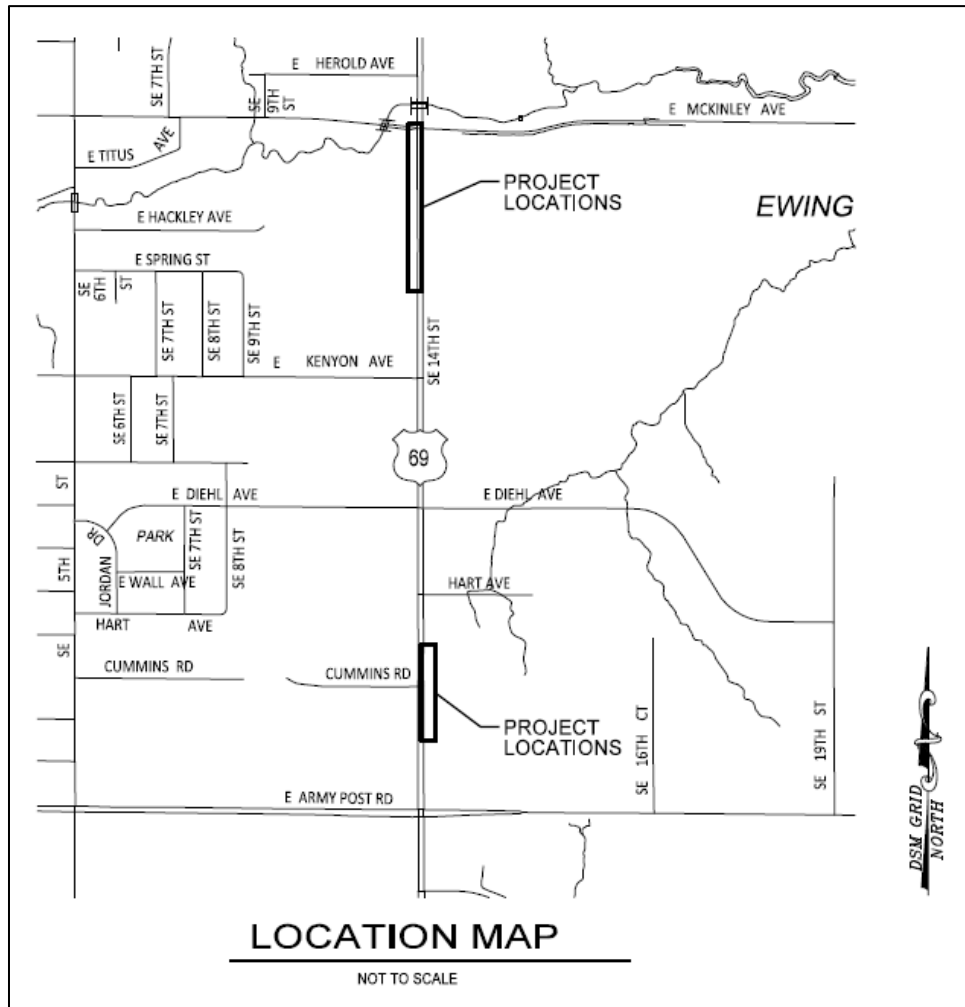 E HEROLD AVE
SE 7TH ST
SE
9TH
ST
E MCKINLEY AVE
E TITUS AVE
PROJECT
LOCATIONS
EWING
E HACKLEY AVE
E SPRING ST
SE
6TH
ST
SE 7TH ST
SE 8TH ST
SE 9TH ST
SE 14TH ST
E KENYON AVE
SE 6TH ST
SE 7TH ST
69
E DIEHL AVE
E DIEHL AVE
SE 5TH ST
JORDAN DR
PARK
SE 7TH ST
SE 8TH ST
E WALL AVE
HART AVE
HART AVE
CUMMINS RD
CUMMINS RD
PROJECT
LOCATIONS
SE 16TH CT
SE 19TH ST
E ARMY POST RD
DSM GRID
NORTH
LOCATION MAP
NOT TO SCALE